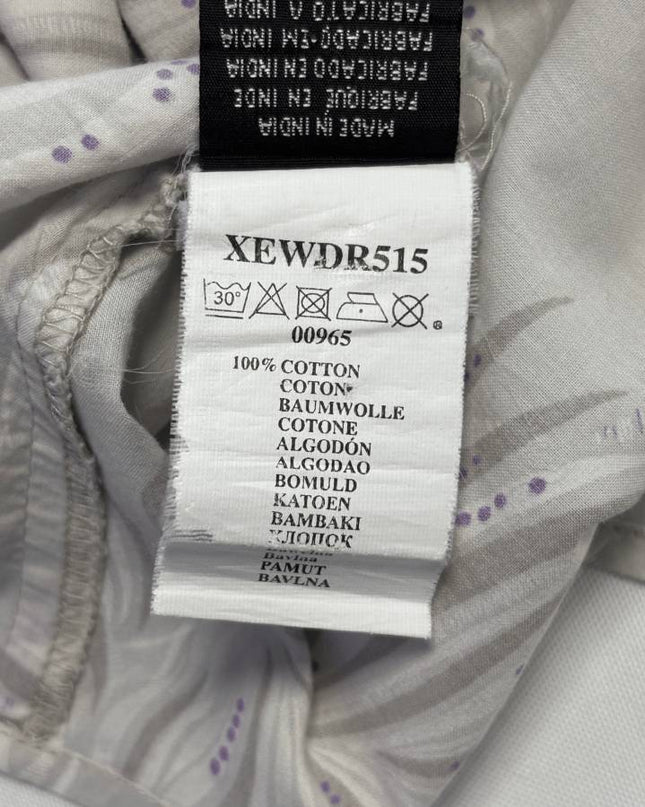 MADE IN INDIA
FABRIQUÉ EN INDE
FABRICADO EN INDIA
FABRICADO EM INDIA
FABRICATO A INDIA
XEWDR515
30°
00965
100% COTTON
COTON
BAUMWOLLE
COTONE
ALGODÓN
ALGODAO
BOMULD
KATOEN
BAMBAKI
ХЛОПОК
Bavlna
PAMUT
BAVLNA